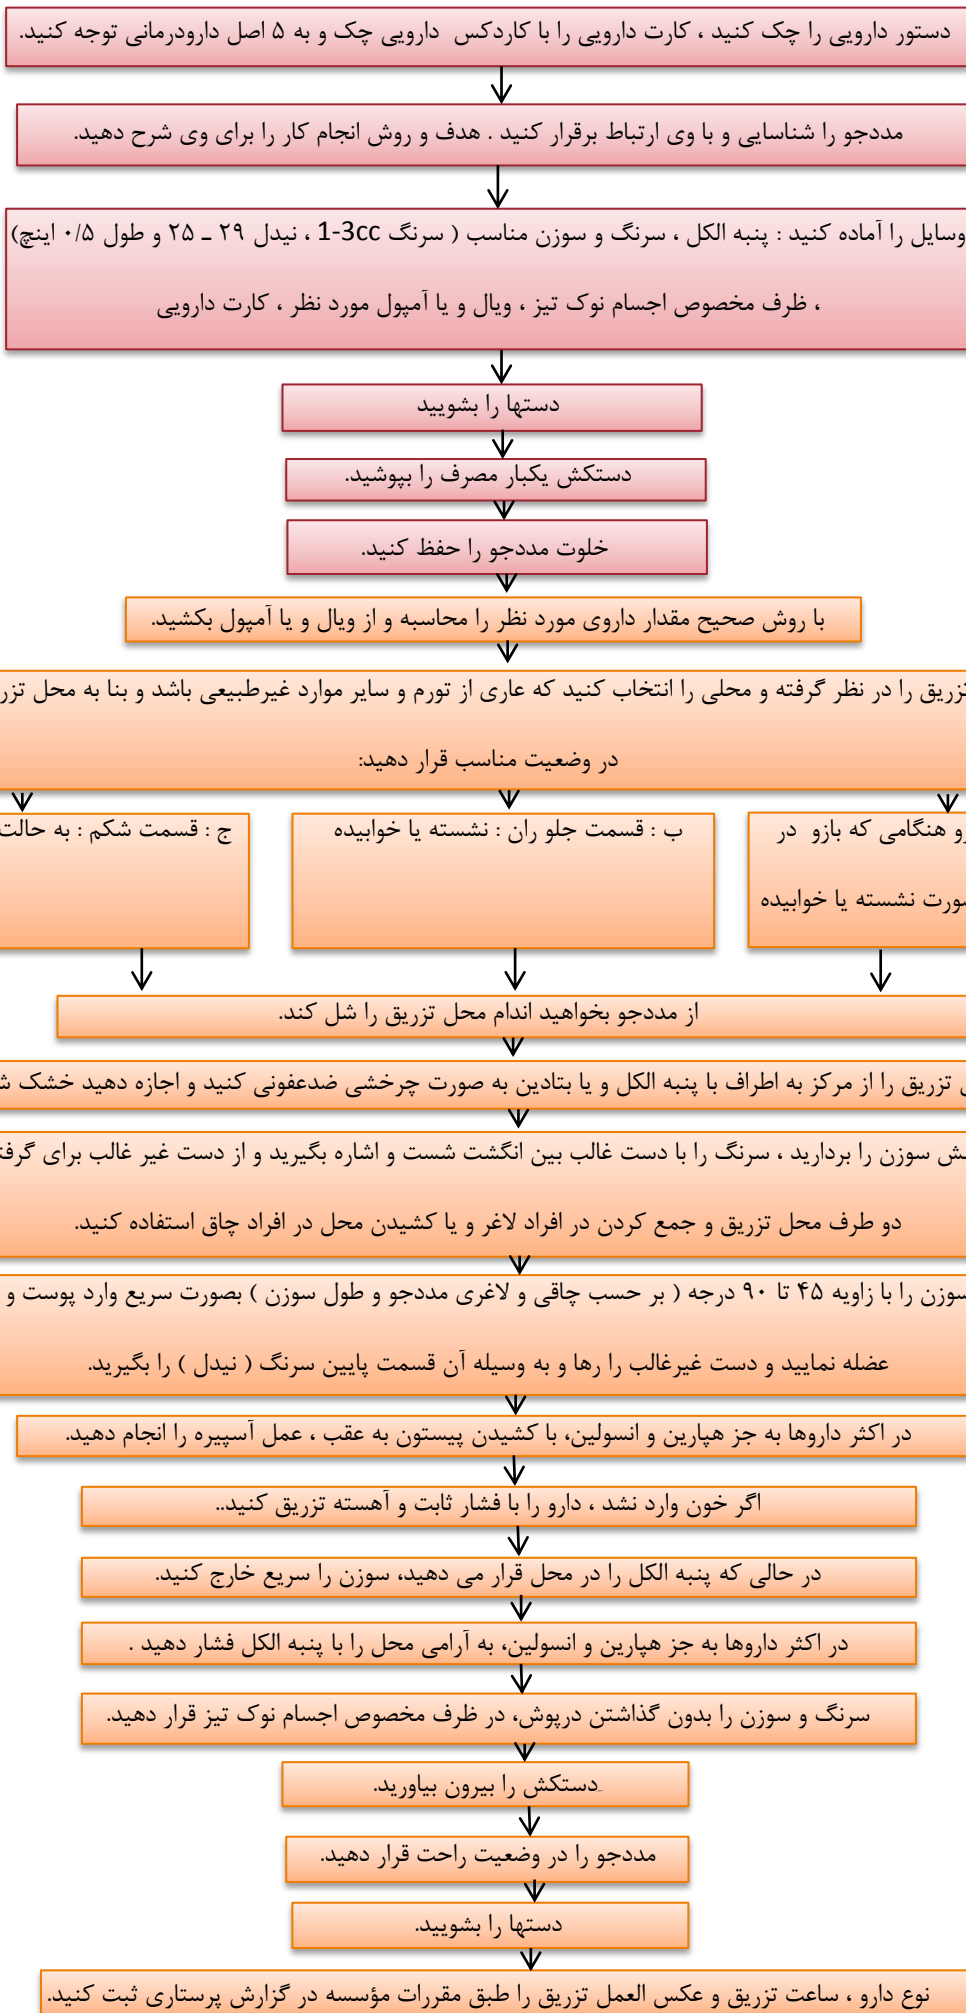 دستور دارویی را چک کنید ، کارت دارویی را با کاردکس دارویی چک و به ۵ اصل دارودرمانی توجه کنید.
مددجو را شناسایی و با وی ارتباط برقرار کنید . هدف و روش انجام کار را برای وی شرح دهید.
وسایل را آماده کنید : پنبه الکل ، سرنگ و سوزن مناسب ( سرنگ 1-3cc ، نیدل ۲۹ ـ ۲۵ و طول ۰/۵ اینچ)
، ظرف مخصوص اجسام نوک تیز ، ویال و یا آمپول مورد نظر ، کارت دارویی
دستها را بشویید
دستکش یکبار مصرف را بپوشید.
خلوت مددجو را حفظ کنید.
با روش صحیح مقدار داروی مورد نظر را محاسبه و از ویال و یا آمپول بکشید.
تزریق را در نظر گرفته و محلی را انتخاب کنید که عاری از تورم و سایر موارد غیرطبیعی باشد و بنا به محل
در وضعیت مناسب قرار دهید:
هنگامی که بازو در
نشسته یا خوابیده
ب : قسمت جلو ران : نشسته یا خوابیده
ج : قسمت شکم : به حالت
از مددجو بخواهید اندام محل تزریق را شل کند.
تزریق را از مرکز به اطراف با پنبه الکل و یا بتادین به صورت چرخشی ضدعفونی کنید و اجازه دهید خشک
سوزن را بردارید ، سرنگ را با دست غالب بین انگشت شست و اشاره بگیرید و از دست غیر غالب برای
دو طرف محل تزریق و جمع کردن در افراد لاغر و یا کشیدن محل در افراد چاق استفاده کنید.
سوزن را با زاویه ۴۵ تا ۹۰ درجه ( بر حسب چاقی و لاغری مددجو و طول سوزن ) بصورت سریع وارد پوست و
عضله نمایید و دست غیرغالب را رها و به وسیله آن قسمت پایین سرنگ ( نیدل ) را بگیرید.
در اکثر داروها به جز هپارین و انسولین، با کشیدن پیستون به عقب ، عمل آسپیره را انجام دهید.
اگر خون وارد نشد ، دارو را با فشار ثابت و آهسته تزریق کنید..
در حالی که پنبه الکل را در محل قرار می دهید، سوزن را سریع خارج کنید.
در اکثر داروها به جز هپارین و انسولین، به آرامی محل را با پنبه الکل فشار دهید .
سرنگ و سوزن را بدون گذاشتن درپوش، در ظرف مخصوص اجسام نوک تیز قرار دهید.
دستکش را بیرون بیاورید.
مددجو را در وضعیت راحت قرار دهید.
دستها را بشویید.
نوع دارو ، ساعت تزریق و عکس العمل تزریق را طبق مقررات مؤسسه در گزارش پرستاری ثبت کنید.